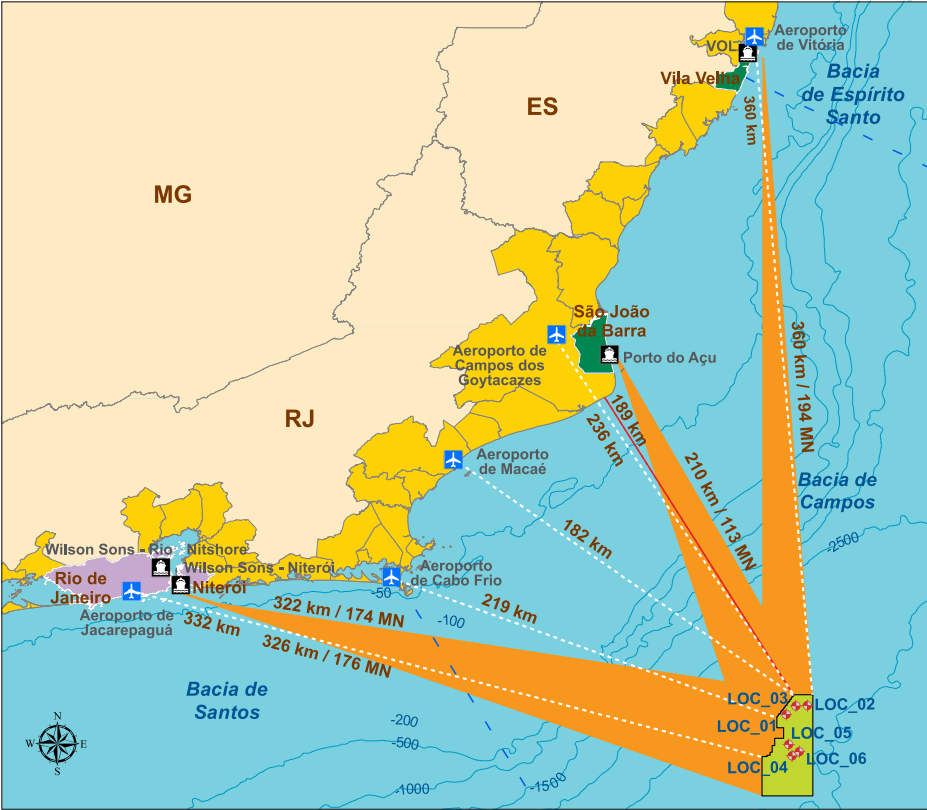 Aeroporto
de Vitória
VOL
Vila Velha
Bacia
de Espírito
Santo
ES
360 km
MG
São João
da Barra
Aeroporto de
Campos dos
Goytacazes
Porto do Açu
360 km / 194 MN
RJ
189 km
236 km
Aeroporto
de Macaé
210 km / 113 MN
Bacia de
Campos
182 km
-2500
Wilson Sons - Rio
Nitshore
Wilson Sons - Niterói
Rio de
Janeiro
Niterói
Aeroporto
de Cabo Frio
-50
Aeroporto de
Jacarepaguá
332 km
322 km / 174 MN
326 km / 176 MN
219 km
-100
Bacia de
Santos
LOC_03
LOC_02
LOC_01
LOC_05
LOC_06
LOC_04
-200
-500
-1000
-1500
N
W
E
S